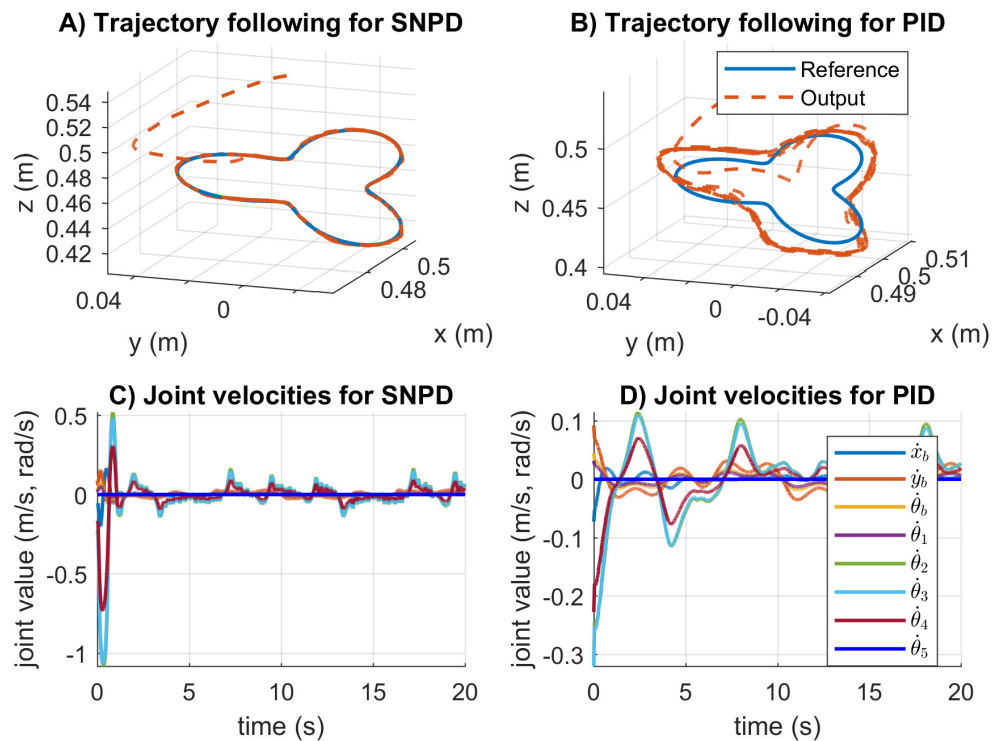 A) Trajectory following for SNPD
B) Trajectory following for PID
Reference
Output
0.54
0.52
0.5
0.48
0.46
0.44
0.42
z (m)
0.04
0
y (m)
0.5
0.48
x (m)
0.5
0.45
0.4
z (m)
0.04
0
-0.04
y (m)
0.51
0.5
0.49
x (m)
C) Joint velocities for SNPD
D) Joint velocities for PID
joint value (m/s, rad/s)
0.5
0
-0.5
-1
0 5 10 15 20
time (s)
joint value (m/s, rad/s)
0.1
0
-0.1
-0.2
-0.3
0 5 10 15 20
time (s)
ẋ_b
ẏ_b
θ̇_b
θ̇_1
θ̇_2
θ̇_3
θ̇_4
θ̇_5